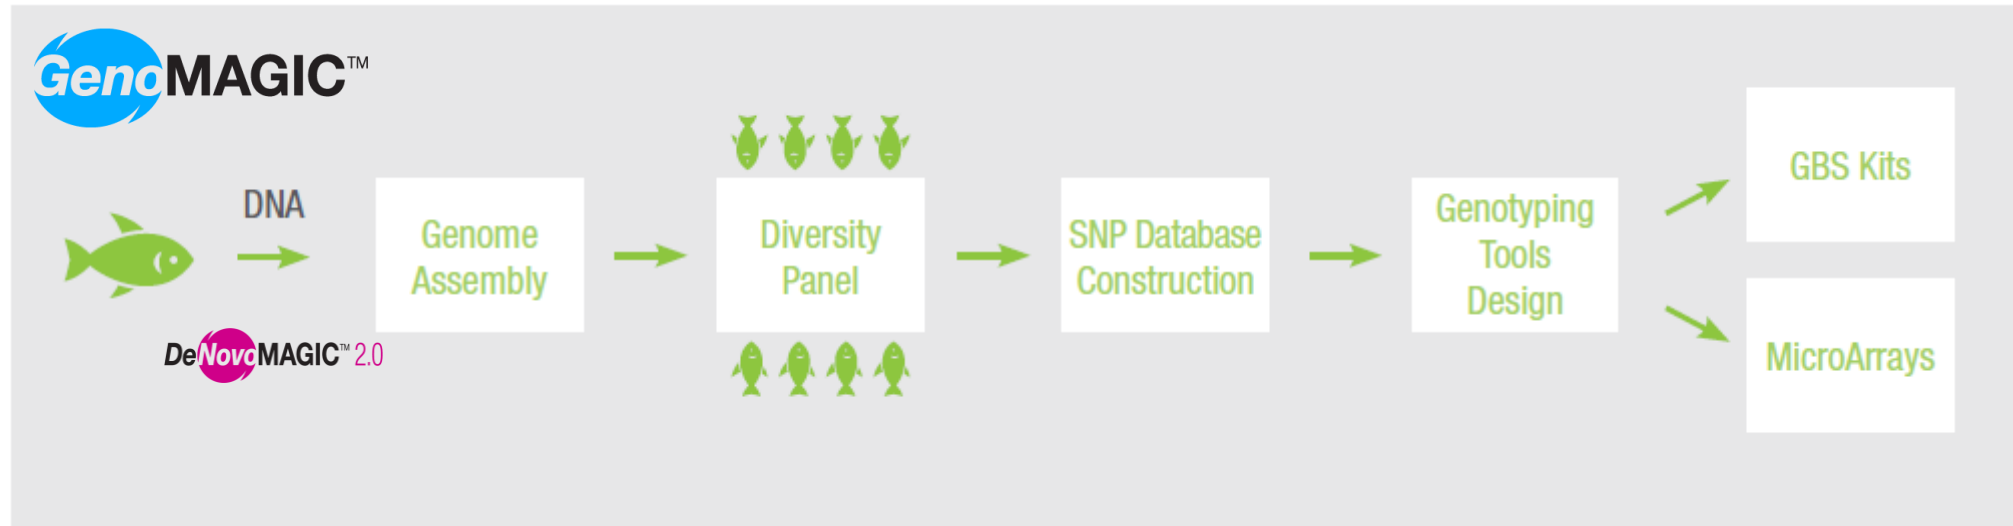 GenoMAGIC™
DNA
DeNovoMAGIC™ 2.0
Genome
Assembly
Diversity
Panel
SNP Database
Construction
Genotyping
Tools
Design
GBS Kits
MicroArrays